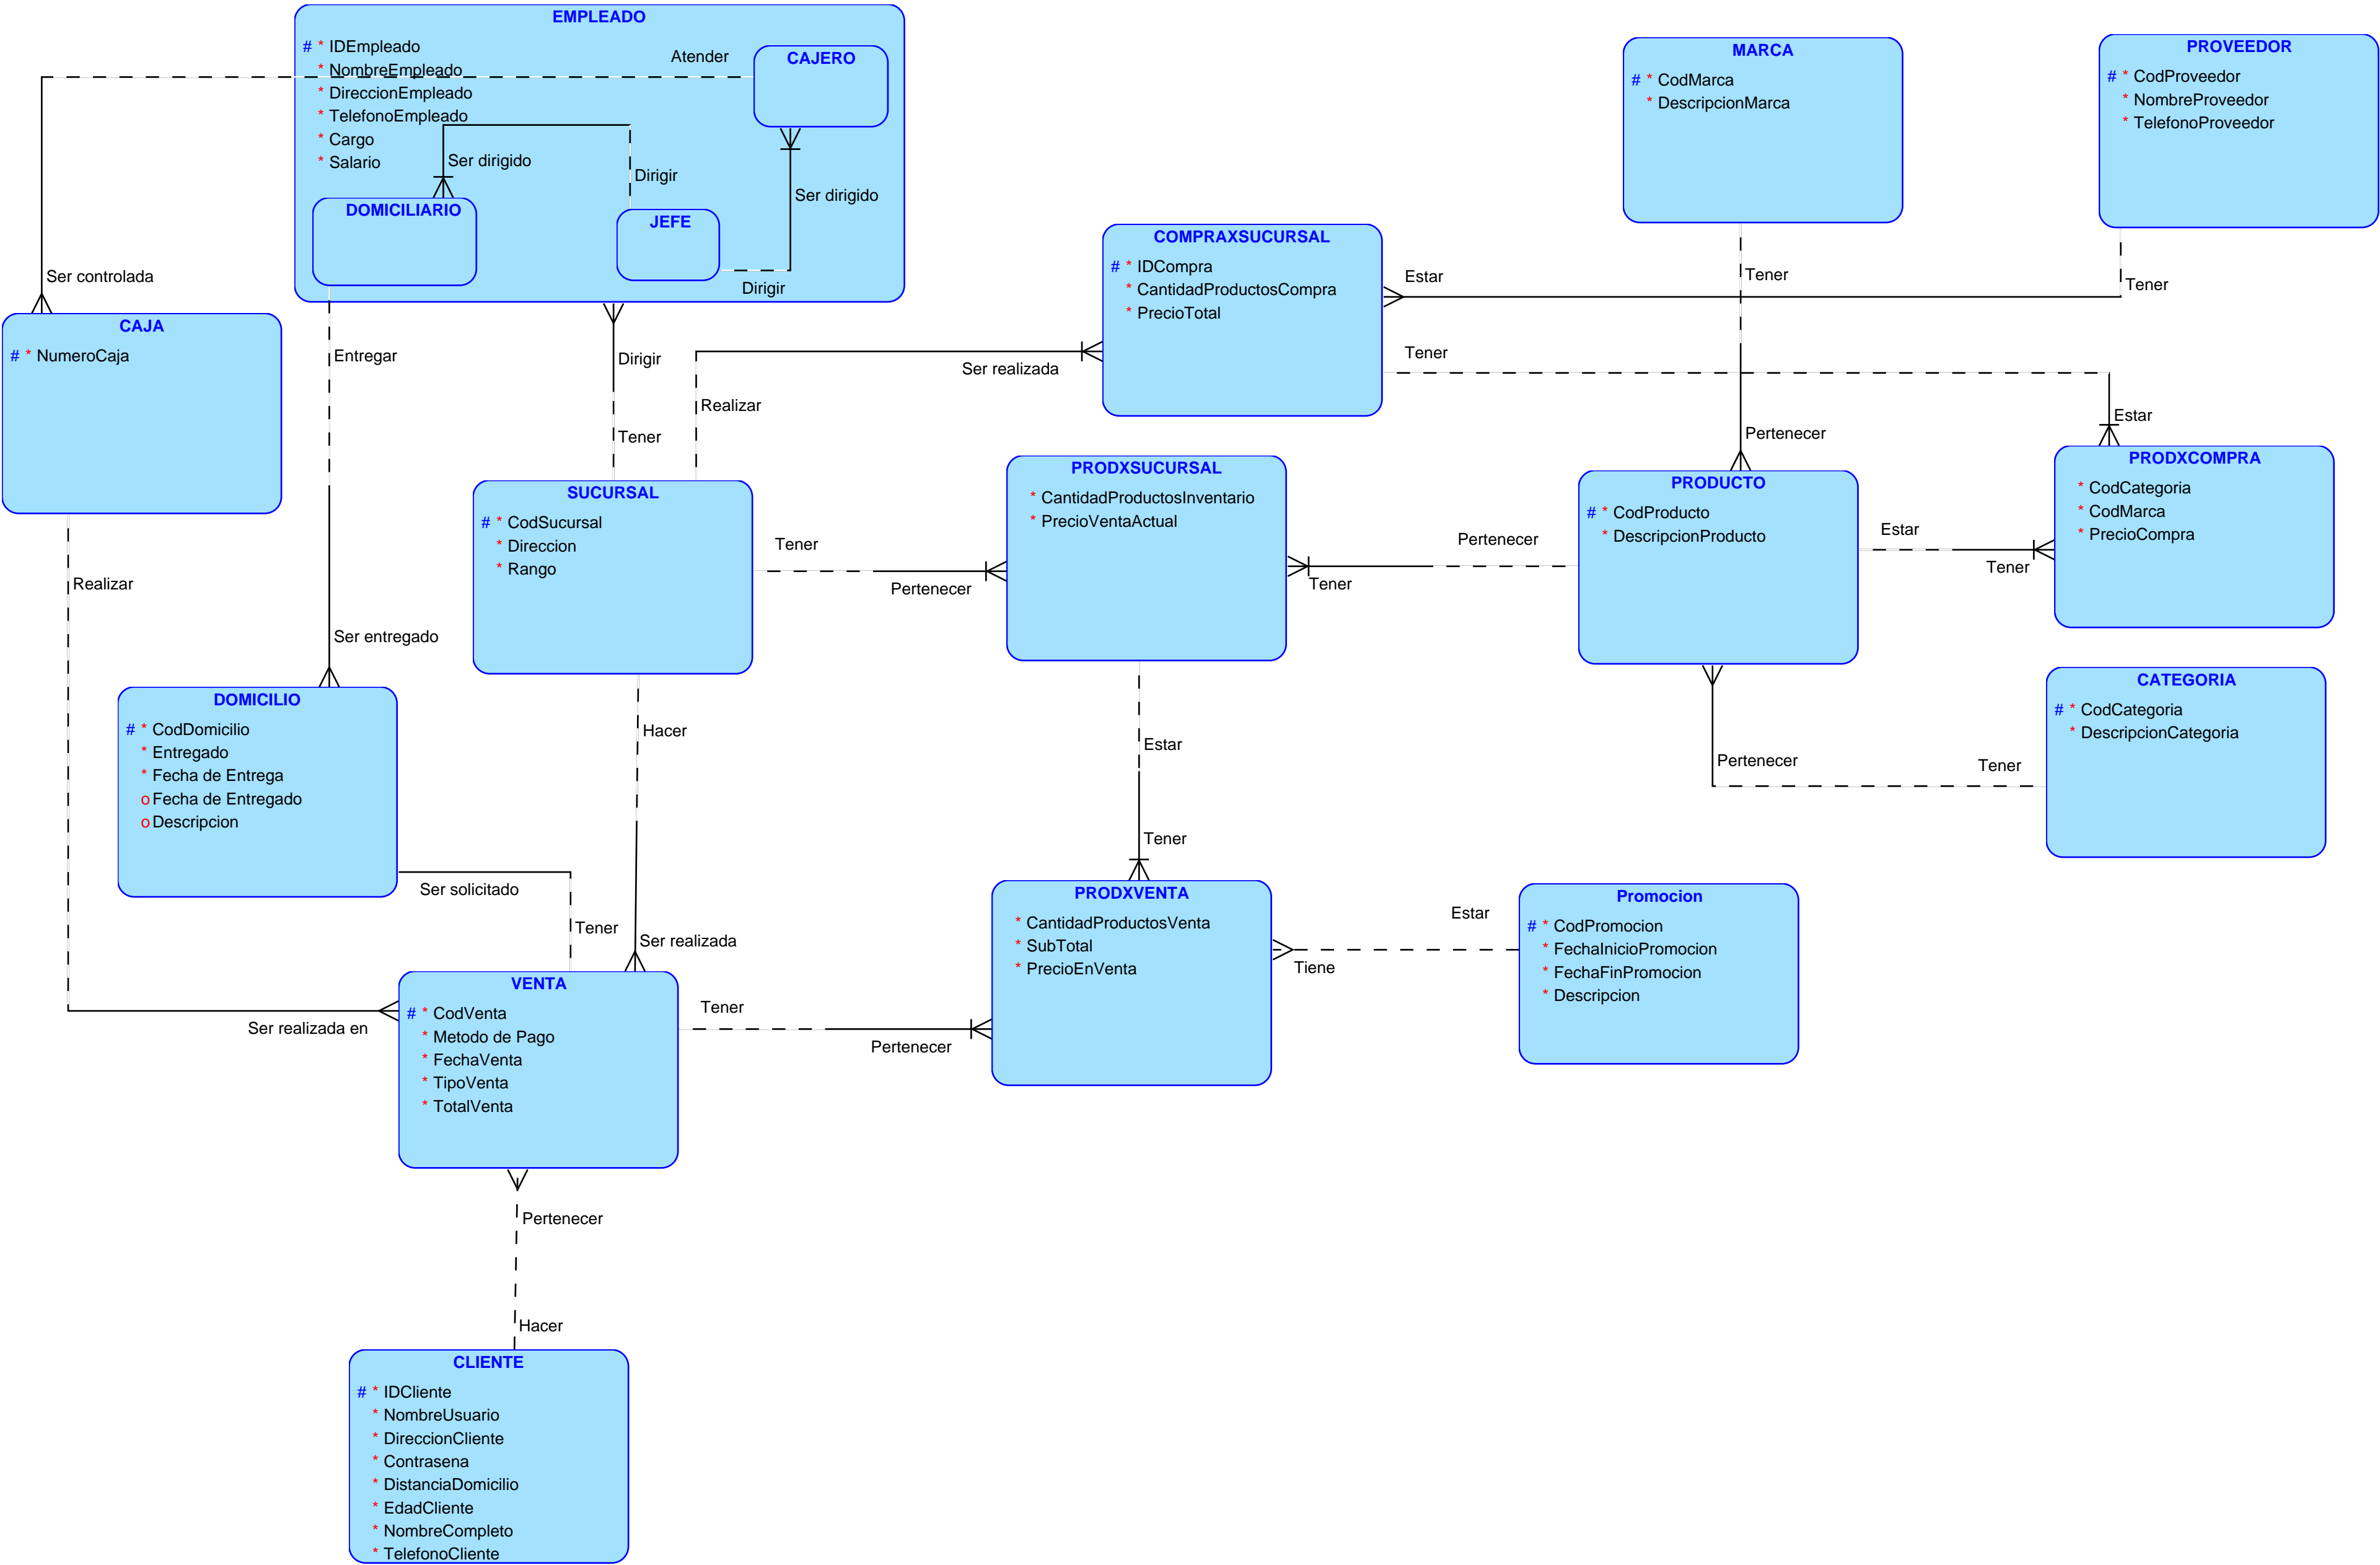 EMPLEADO
# * IDEmpleado
* NombreEmpleado
* DireccionEmpleado
* TelefonoEmpleado
* Cargo
* Salario
Atender
CAJERO
Ser dirigido
Dirigir
Ser dirigido
DOMICILIARIO
JEFE
Dirigir
MARCA
# * CodMarca
* DescripcionMarca
PROVEEDOR
# * CodProveedor
* NombreProveedor
* TelefonoProveedor
Ser controlada
CAJA
# * NumeroCaja
Entregar
Dirigir
Tener
COMPRAXSUCURSAL
# * IDCompra
* CantidadProductosCompra
* PrecioTotal
Estar
Tener
Tener
Tener
Ser realizada
Realizar
Pertenecer
Estar
SUCURSAL
# * CodSucursal
* Direccion
* Rango
Tener
Pertenecer
PRODXSUCURSAL
* CantidadProductosInventario
* PrecioVentaActual
Pertenecer
Tener
PRODUCTO
# * CodProducto
* DescripcionProducto
Estar
Tener
PRODXCOMPRA
* CodCategoria
* CodMarca
* PrecioCompra
Realizar
Ser entregado
DOMICILIO
# * CodDomicilio
* Entregado
* Fecha de Entrega
o Fecha de Entregado
o Descripcion
Hacer
Estar
Pertenecer
Tener
CATEGORIA
# * CodCategoria
* DescripcionCategoria
Ser solicitado
Tener
Ser realizada
Tener
PRODXVENTA
* CantidadProductosVenta
* SubTotal
* PrecioEnVenta
Estar
Tiene
Promocion
# * CodPromocion
* FechaInicioPromocion
* FechaFinPromocion
* Descripcion
Ser realizada en
VENTA
# * CodVenta
* Metodo de Pago
* FechaVenta
* TipoVenta
* TotalVenta
Tener
Pertenecer
Pertenecer
Hacer
CLIENTE
# * IDCliente
* NombreUsuario
* DireccionCliente
* Contrasena
* DistanciaDomicilio
* EdadCliente
* NombreCompleto
* TelefonoCliente